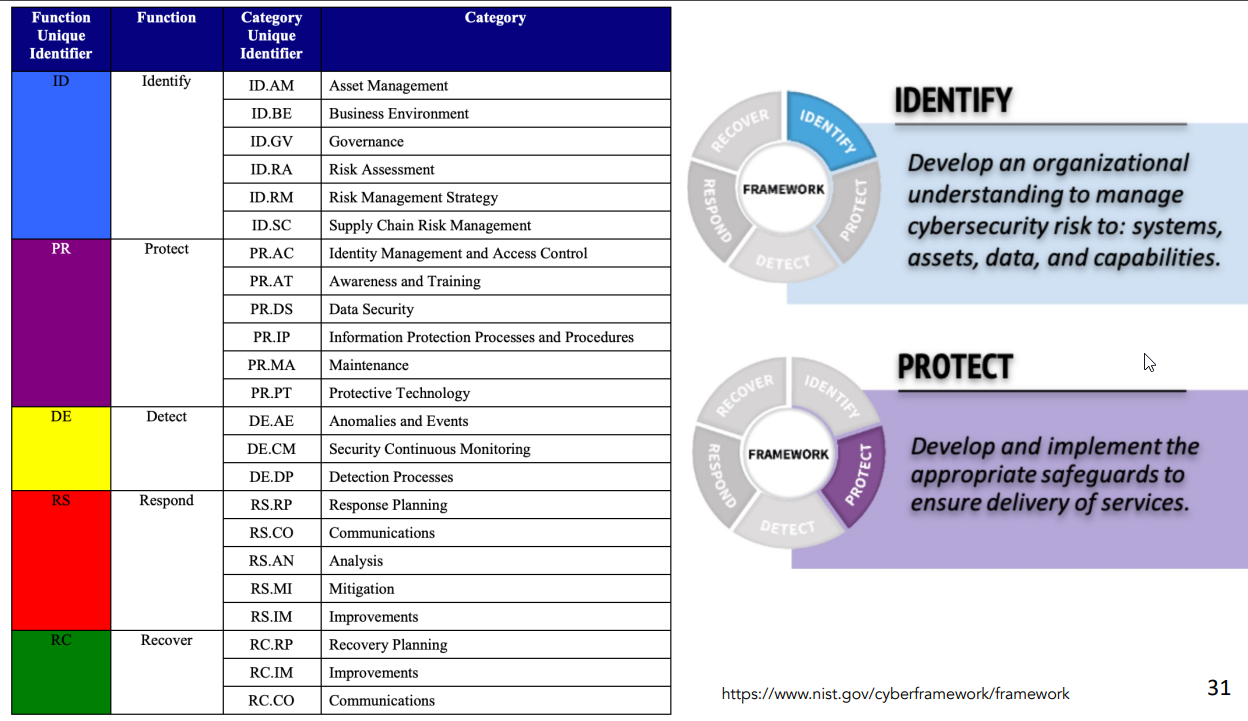 Function Unique Identifier Function Category Unique Identifier Category
ID Identify ID.AM Asset Management
ID.BE Business Environment
ID.GV Governance
ID.RA Risk Assessment
ID.RM Risk Management Strategy
ID.SC Supply Chain Risk Management
PR Protect PR.AC Identity Management and Access Control
PR.AT Awareness and Training
PR.DS Data Security
PR.IP Information Protection Processes and Procedures
PR.MA Maintenance
PR.PT Protective Technology
DE Detect DE.AE Anomalies and Events
DE.CM Security Continuous Monitoring
DE.DP Detection Processes
RS Respond RS.RP Response Planning
RS.CO Communications
RS.AN Analysis
RS.MI Mitigation
RS.IM Improvements
RC Recover RC.RP Recovery Planning
RC.IM Improvements
RC.CO Communications
RECOVER
IDENTIFY
PROTECT
DETECT
RESPOND
FRAMEWORK
IDENTIFY
Develop an organizational
understanding to manage
cybersecurity risk to: systems,
assets, data, and capabilities.
RECOVER
IDENTIFY
PROTECT
DETECT
RESPOND
FRAMEWORK
PROTECT
Develop and implement the
appropriate safeguards to
ensure delivery of services.
https://www.nist.gov/cyberframework/framework
31